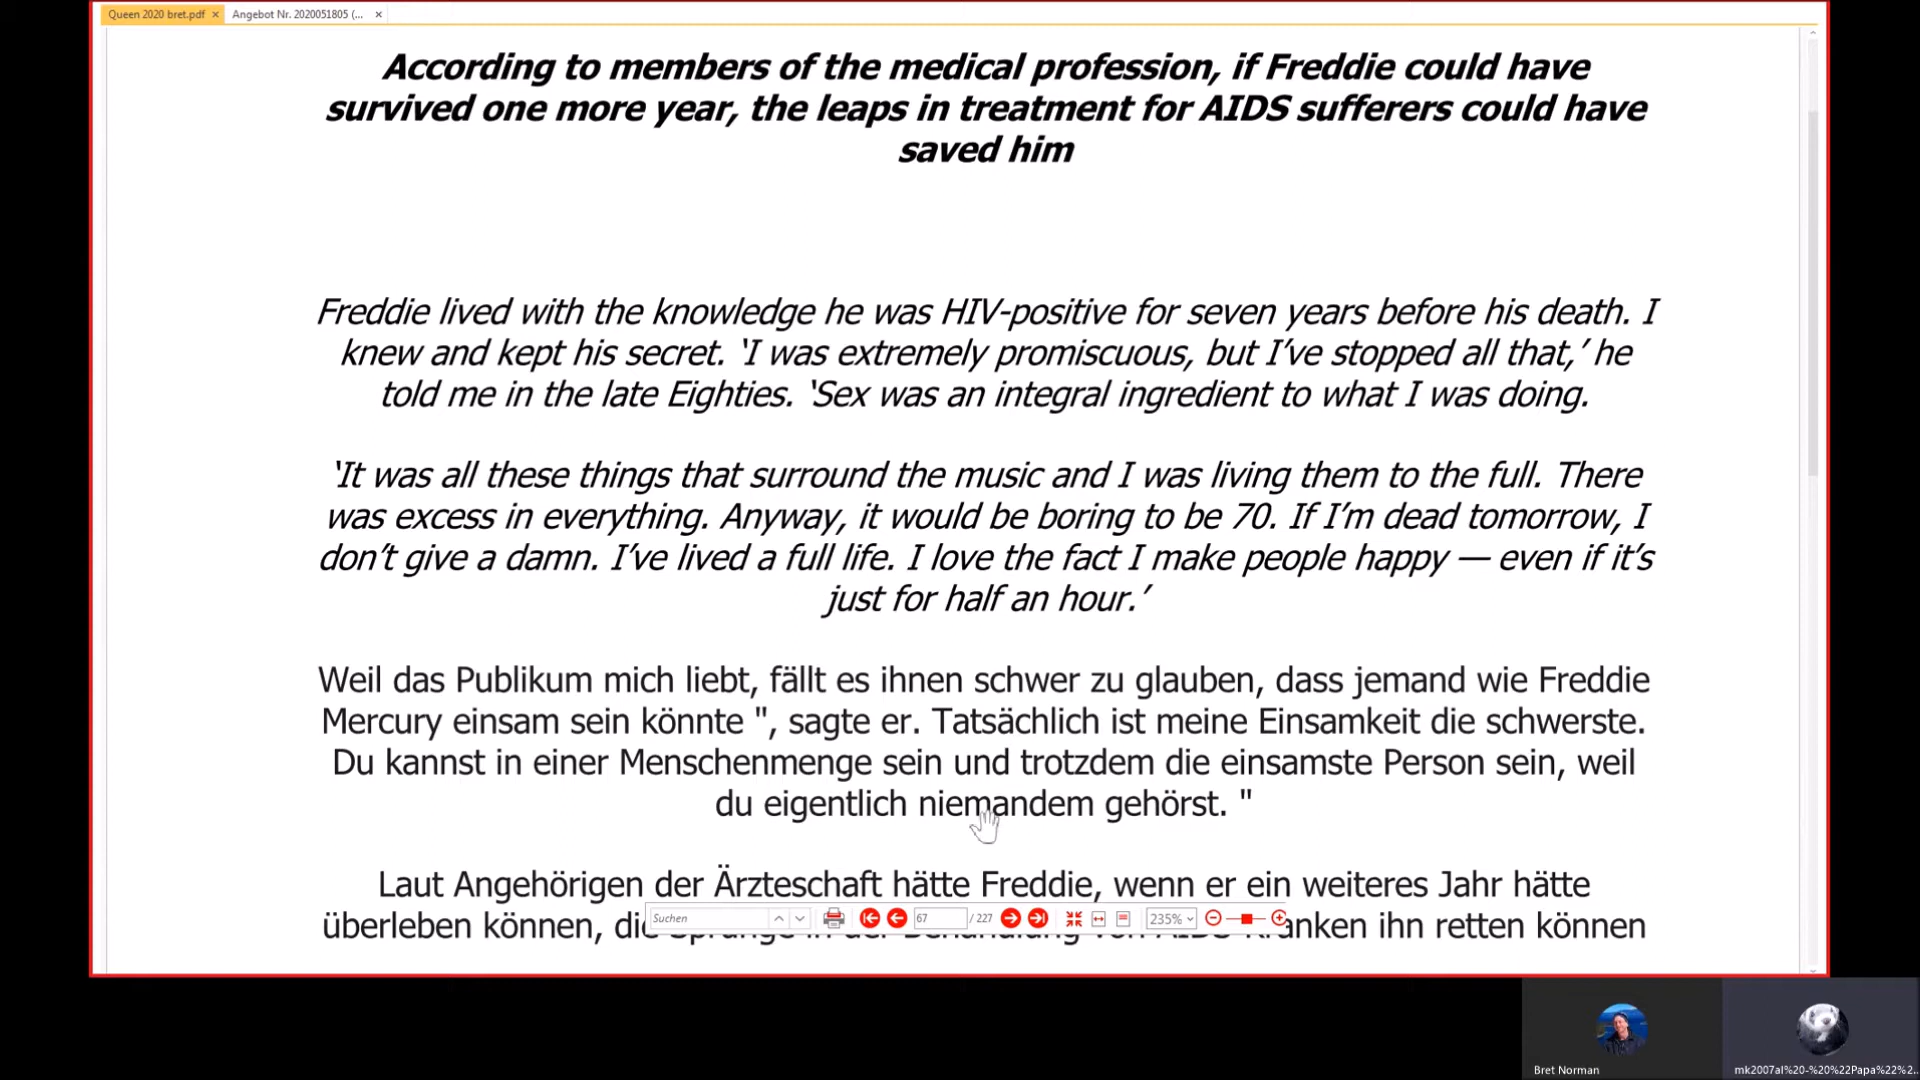 Queen 2020 bret.pdf
Angebot Nr. 2020051805 (...
According to members of the medical profession, if Freddie could have
survived one more year, the leaps in treatment for AIDS sufferers could have
saved him
Freddie lived with the knowledge he was HIV-positive for seven years before his death. I
knew and kept his secret. ‘I was extremely promiscuous, but I’ve stopped all that,’ he
told me in the late Eighties. ‘Sex was an integral ingredient to what I was doing.
‘It was all these things that surround the music and I was living them to the full. There
was excess in everything. Anyway, it would be boring to be 70. If I’m dead tomorrow, I
don’t give a damn. I’ve lived a full life. I love the fact I make people happy — even if it’s
just for half an hour.’
Weil das Publikum mich liebt, fällt es ihnen schwer zu glauben, dass jemand wie Freddie
Mercury einsam sein könnte ", sagte er. Tatsächlich ist meine Einsamkeit die schwerste.
Du kannst in einer Menschenmenge sein und trotzdem die einsamste Person sein, weil
du eigentlich niemandem gehörst. "
Laut Angehörigen der Ärzteschaft hätte Freddie, wenn er ein weiteres Jahr hätte
überleben können, die ihn retten können
Suchen
67
/ 227
235%
Bret Norman
mk2007al%20-%20%22Papa%22%2...